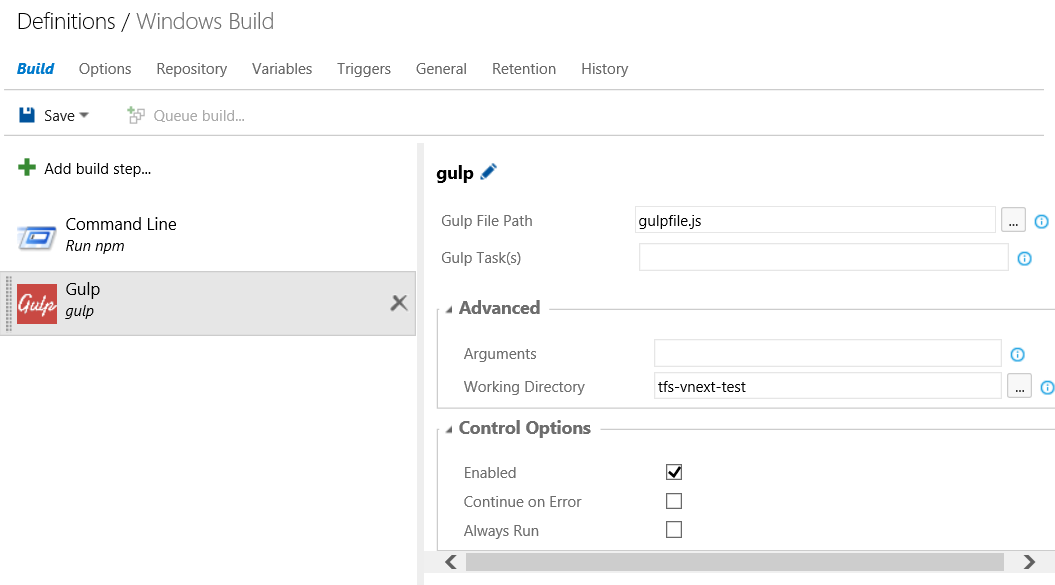 Definitions / Windows Build
Build Options Repository Variables Triggers General Retention History
Save Queue build...
Add build step...
Command Line
Run npm
Gulp
Gulp
gulp
gulp
Gulp File Path gulpfile.js ...
Gulp Task(s)
Advanced
Arguments
Working Directory tfs-vnext-test ...
Control Options
Enabled
Continue on Error
Always Run